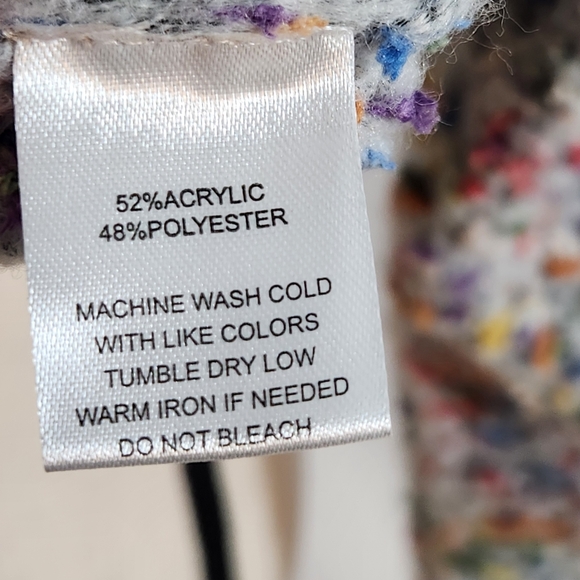 52%ACRYLIC
48%POLYESTER
MACHINE WASH COLD
WITH LIKE COLORS
TUMBLE DRY LOW
WARM IRON IF NEEDED
DO NOT BLEACH